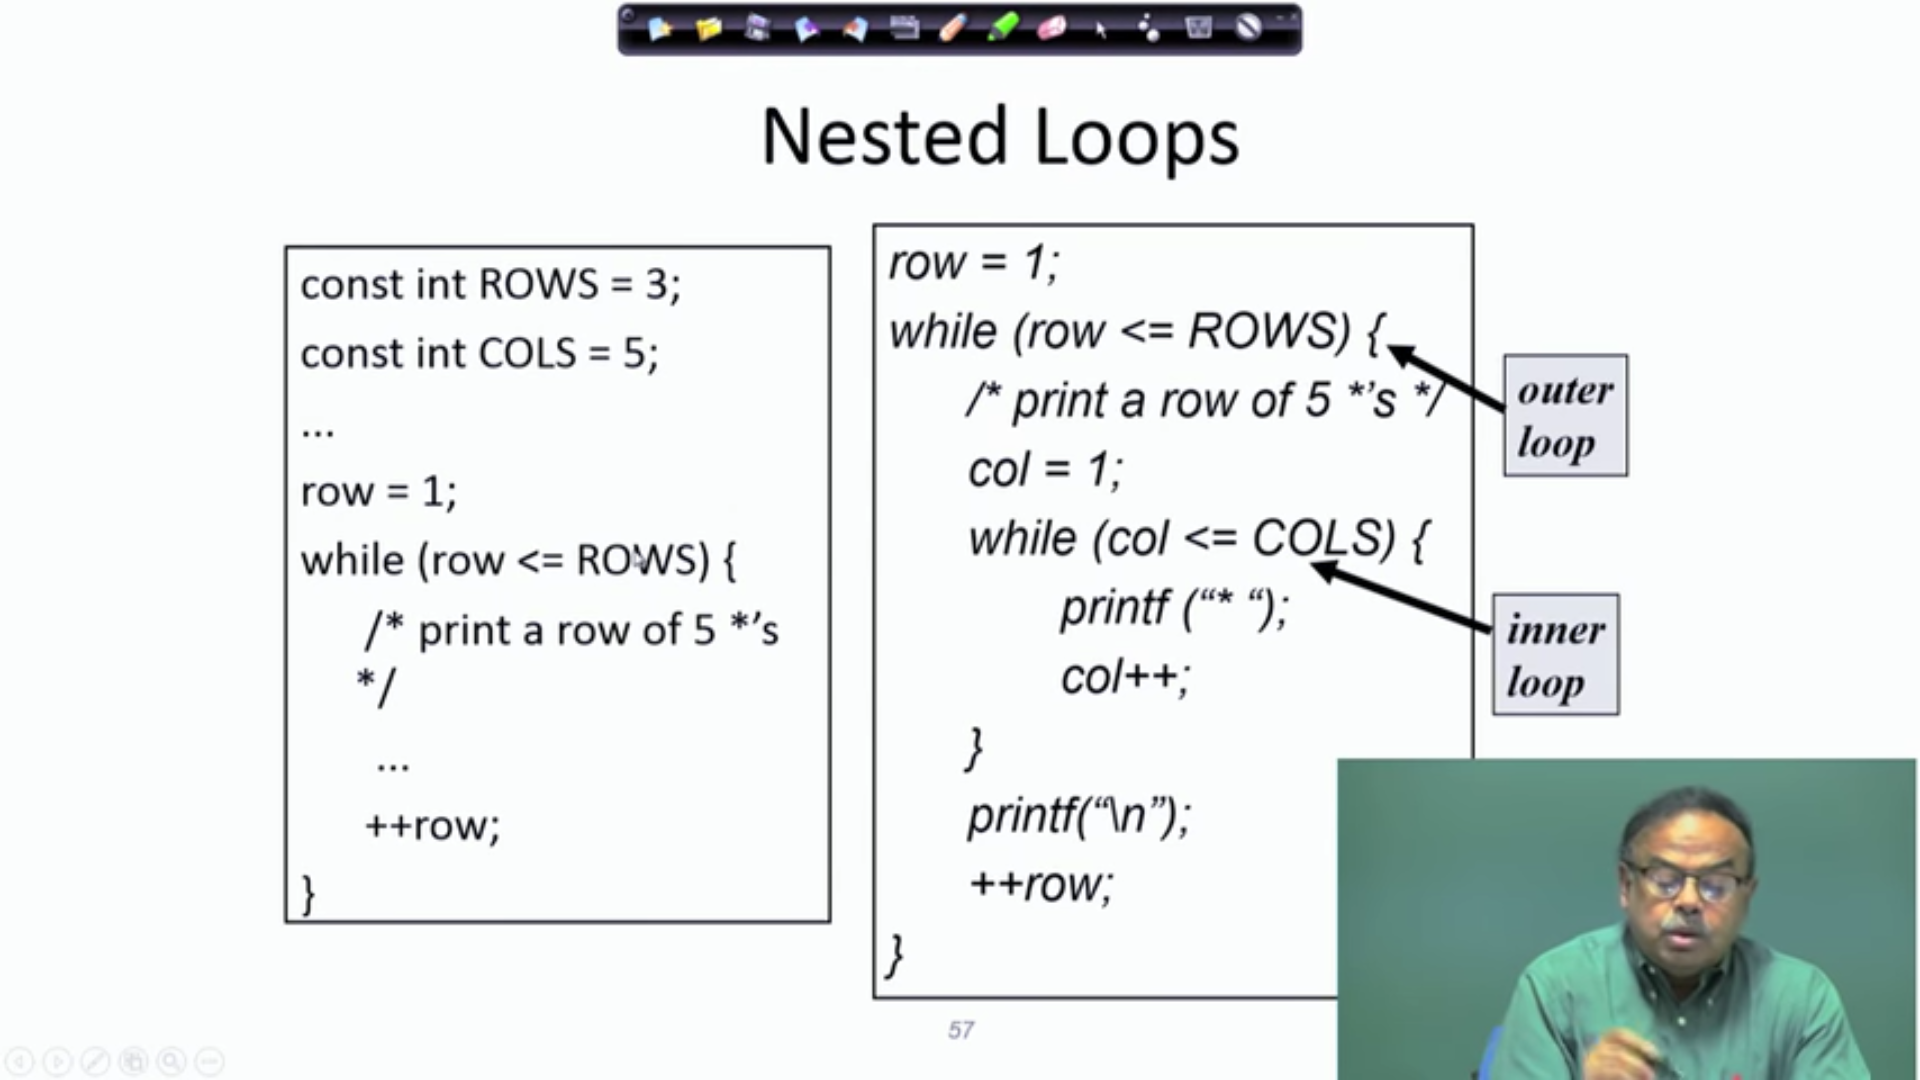 Nested Loops
const int ROWS = 3;
const int COLS = 5;
...
row = 1;
while (row <= ROWS) {
/* print a row of 5 *’s
*/
...
++row;
}
row = 1;
while (row <= ROWS) {
/* print a row of 5 *’s */
col = 1;
while (col <= COLS) {
printf (“* “);
col++;
}
printf(“\n”);
++row;
}
outer
loop
inner
loop
57